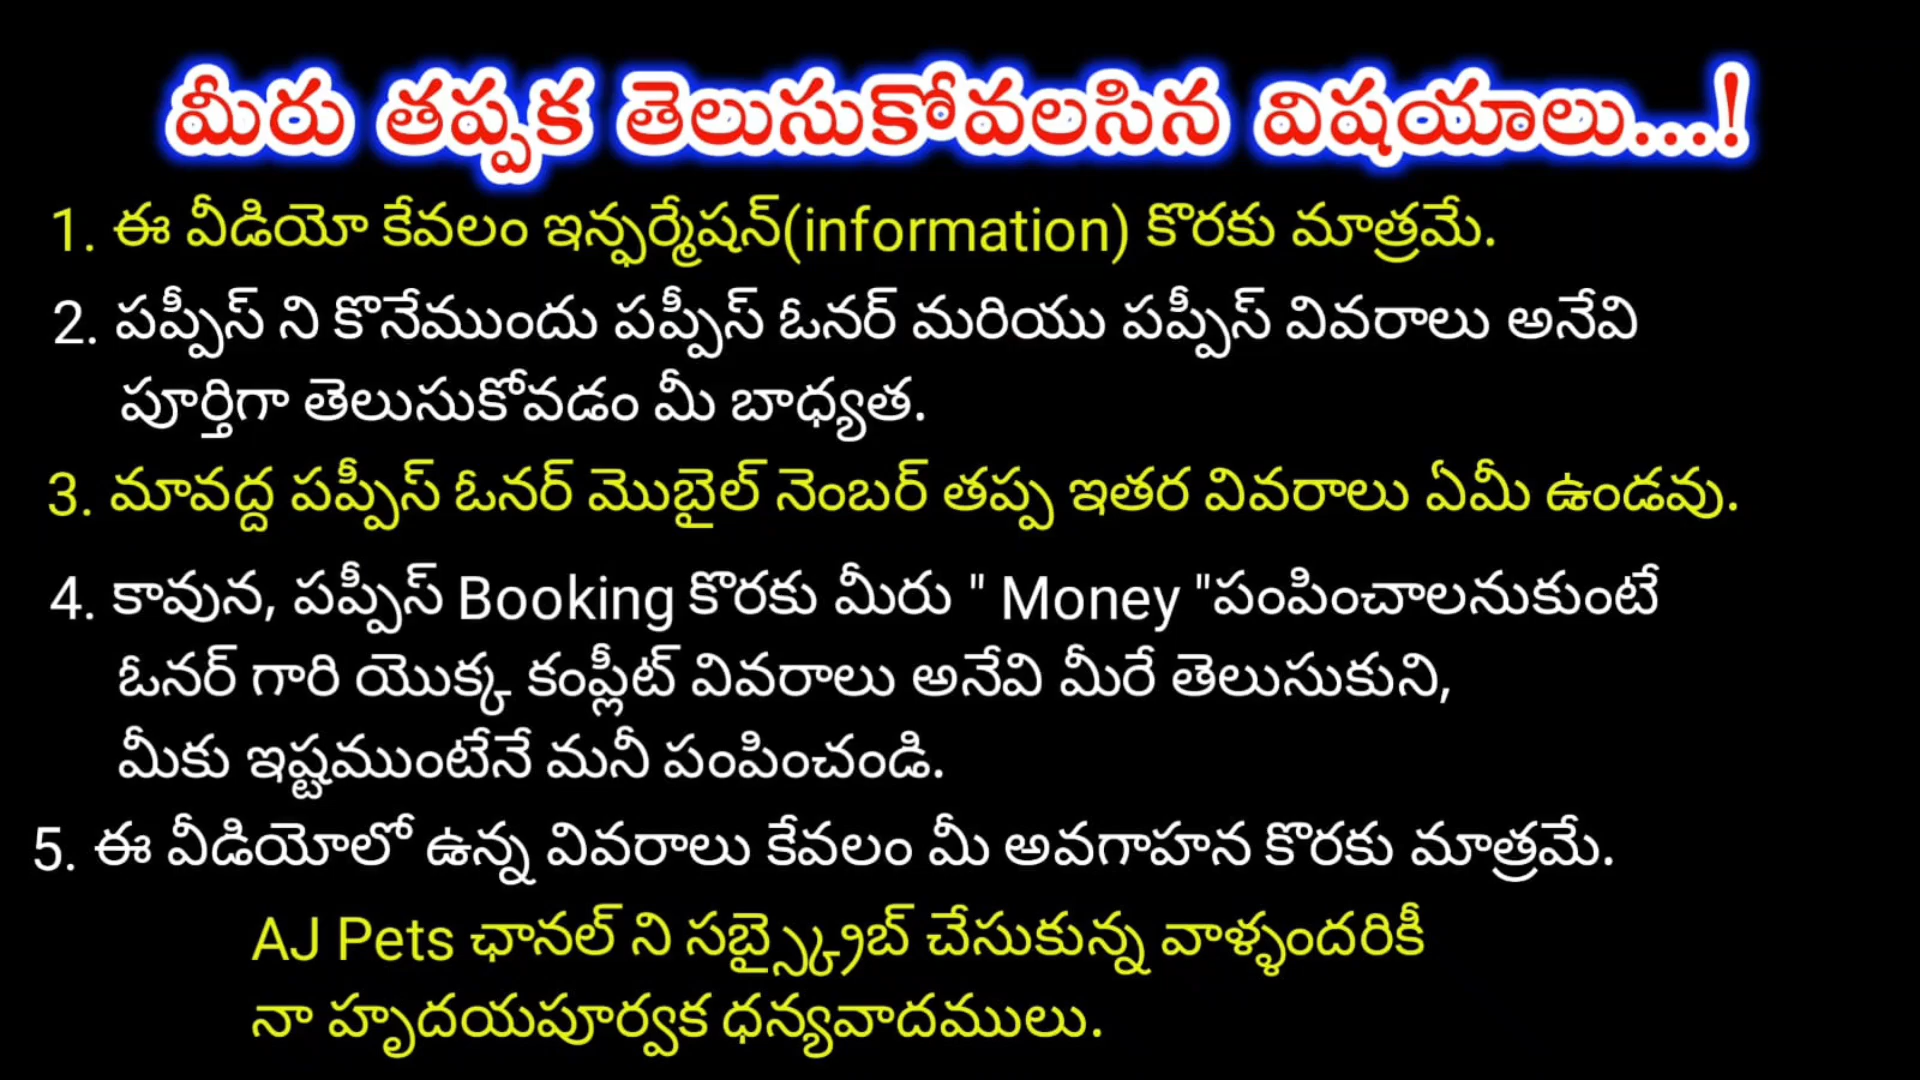 మీరు తప్పక తెలుసుకోవలసిన విషయాలు...!
1. ఈ వీడియో కేవలం ఇన్ఫర్మేషన్(information) కొరకు మాత్రమే.
2. పప్పీస్ ని కొనేముందు పప్పీస్ ఓనర్ మరియు పప్పీస్ వివరాలు అనేవి
పూర్తిగా తెలుసుకోవడం మీ బాధ్యత.
3. మావద్ద పప్పీస్ ఓనర్ మొబైల్ నెంబర్ తప్ప ఇతర వివరాలు ఏమీ ఉండవు.
4. కావున, పప్పీస్ Booking కొరకు మీరు " Money "పంపించాలనుకుంటే
ఓనర్ గారి యొక్క కంప్లీట్ వివరాలు అనేవి మీరే తెలుసుకుని,
మీకు ఇష్టముంటేనే మనీ పంపించండి.
5. ఈ వీడియోలో ఉన్న వివరాలు కేవలం మీ అవగాహన కొరకు మాత్రమే.
AJ Pets ఛానల్ ని సబ్స్క్రైబ్ చేసుకున్న వాళ్ళందరికీ
నా హృదయపూర్వక ధన్యవాదములు.